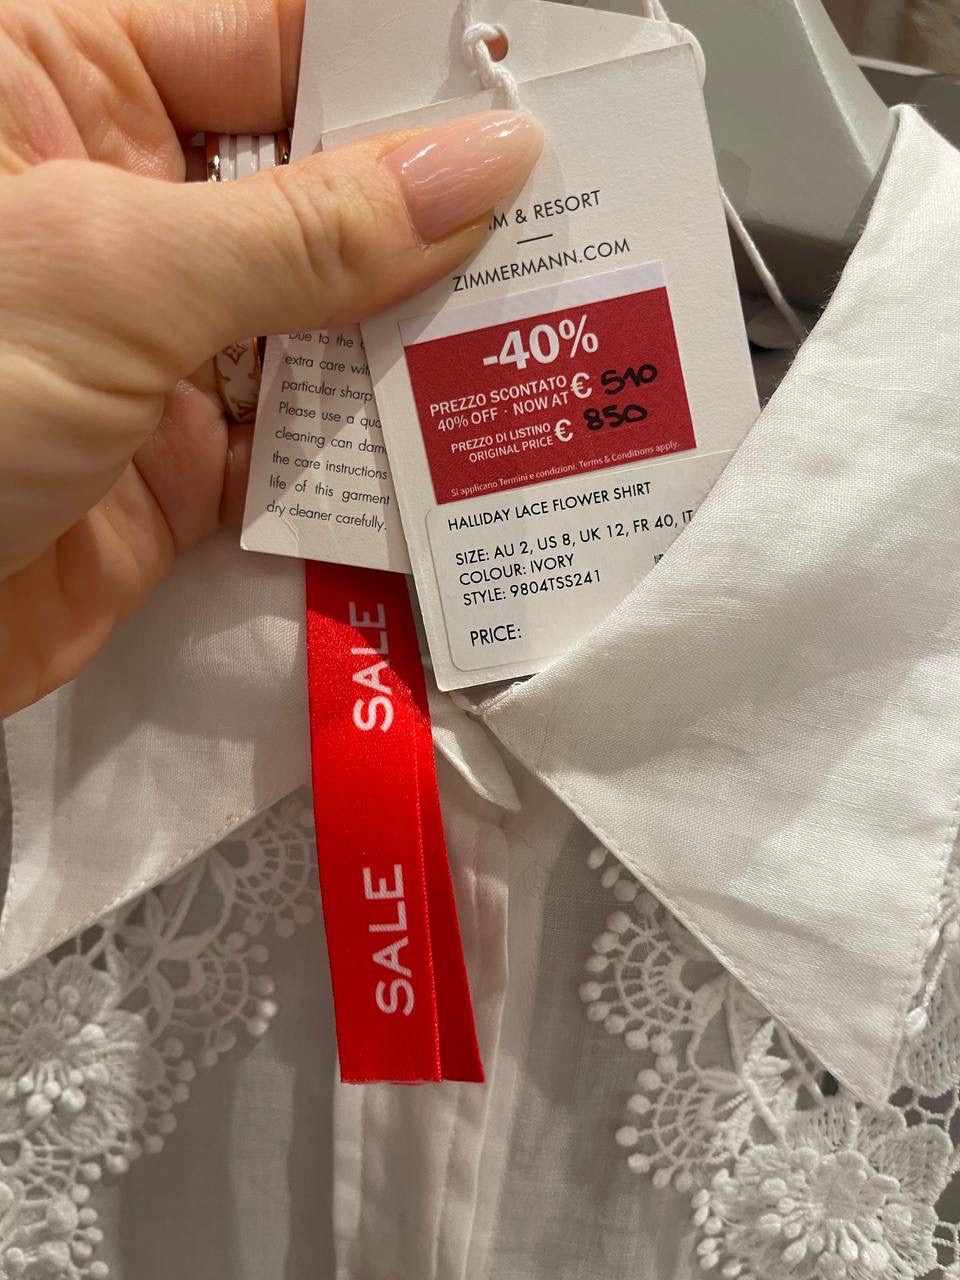 M & RESORT
ZIMMERMANN.COM
-40%
PREZZO SCONTATO
40% OFF · NOW AT € 510
PREZZO DI LISTINO
ORIGINAL PRICE € 850
Si applicano Termini e condizioni. Terms & Conditions apply.
HALLIDAY LACE FLOWER SHIRT
SIZE: AU 2, US 8, UK 12, FR 40, IT
COLOUR: IVORY
STYLE: 9804TSS241
PRICE:
Due to the
extra care
particular sharp
Please use a
cleaning can
the care instructions
life of this garment
dry cleaner carefully.
SALE
SALE